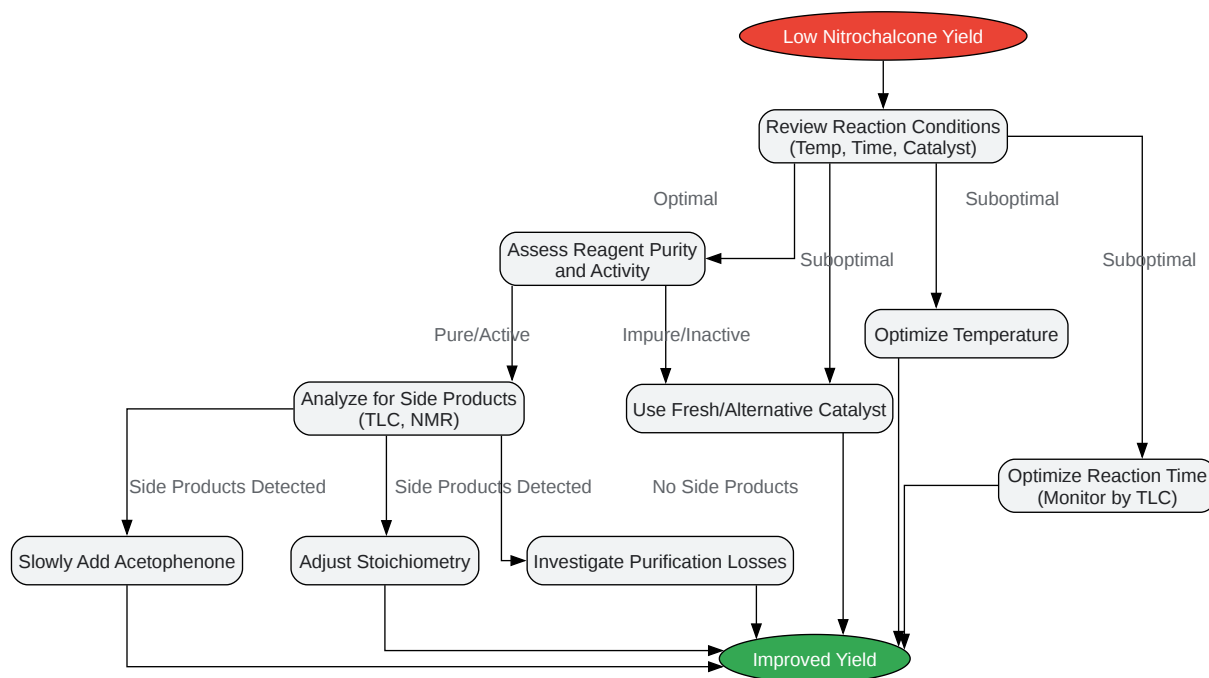 Low Nitrochalcone Yield
Review Reaction Conditions
(Temp, Time, Catalyst)
Optimal
Suboptimal
Assess Reagent Purity
and Activity
Suboptimal
Suboptimal
Pure/Active
Impure/Inactive
Optimize Temperature
Analyze for Side Products
(TLC, NMR)
Use Fresh/Alternative Catalyst
Side Products Detected
Side Products Detected
No Side Products
Optimize Reaction Time
(Monitor by TLC)
Slowly Add Acetophenone
Adjust Stoichiometry
Investigate Purification Losses
Improved Yield